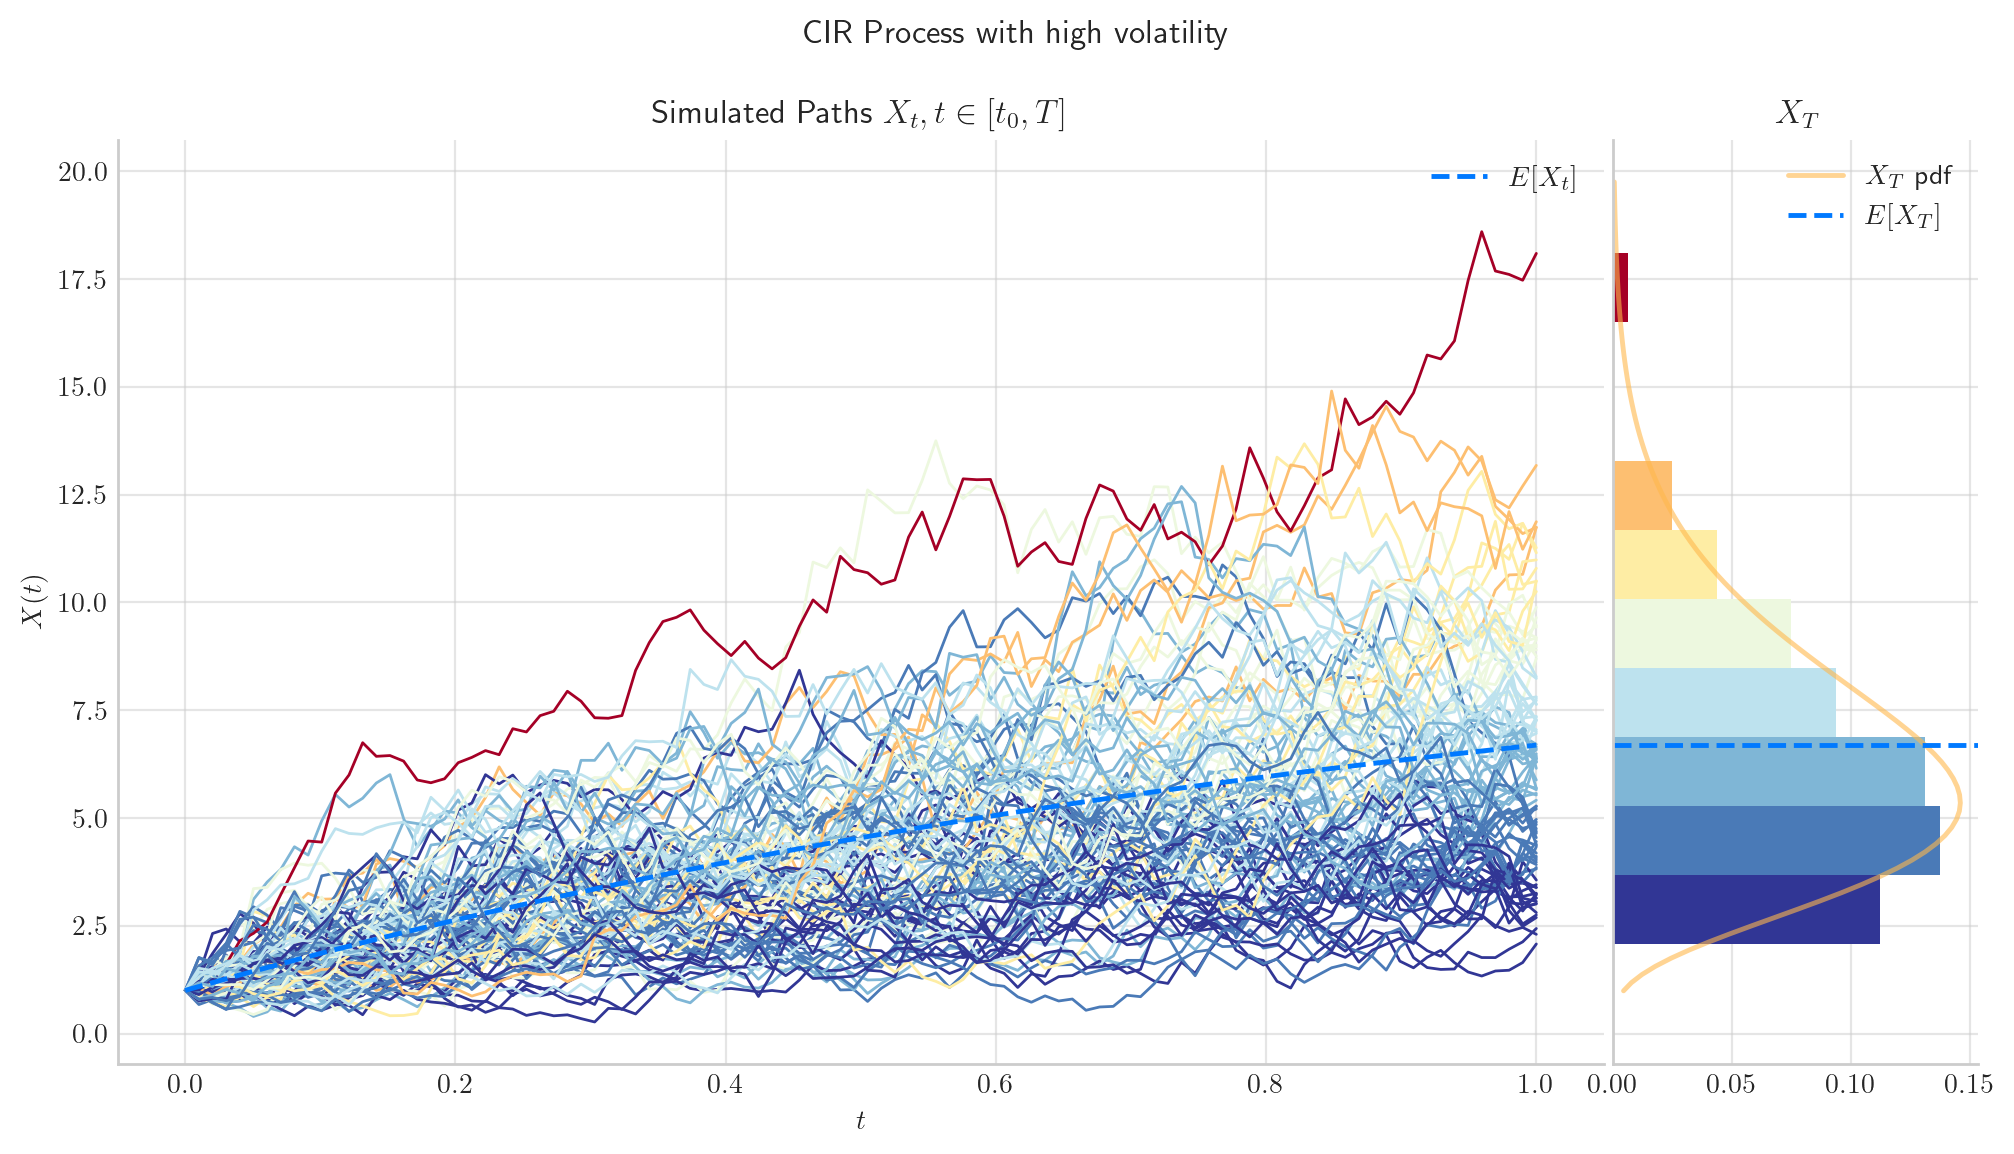 CIR Process with high volatility
Simulated Paths $X_t, t \in [t_0, T]$
$X_T$
$E[X_t]$
$X_T$ pdf
$E[X_T]$
20.0
17.5
15.0
12.5
10.0
7.5
5.0
2.5
0.0
X(t)
0.0 0.2 0.4 0.6 0.8 1.0
0.00 0.05 0.10 0.15
t